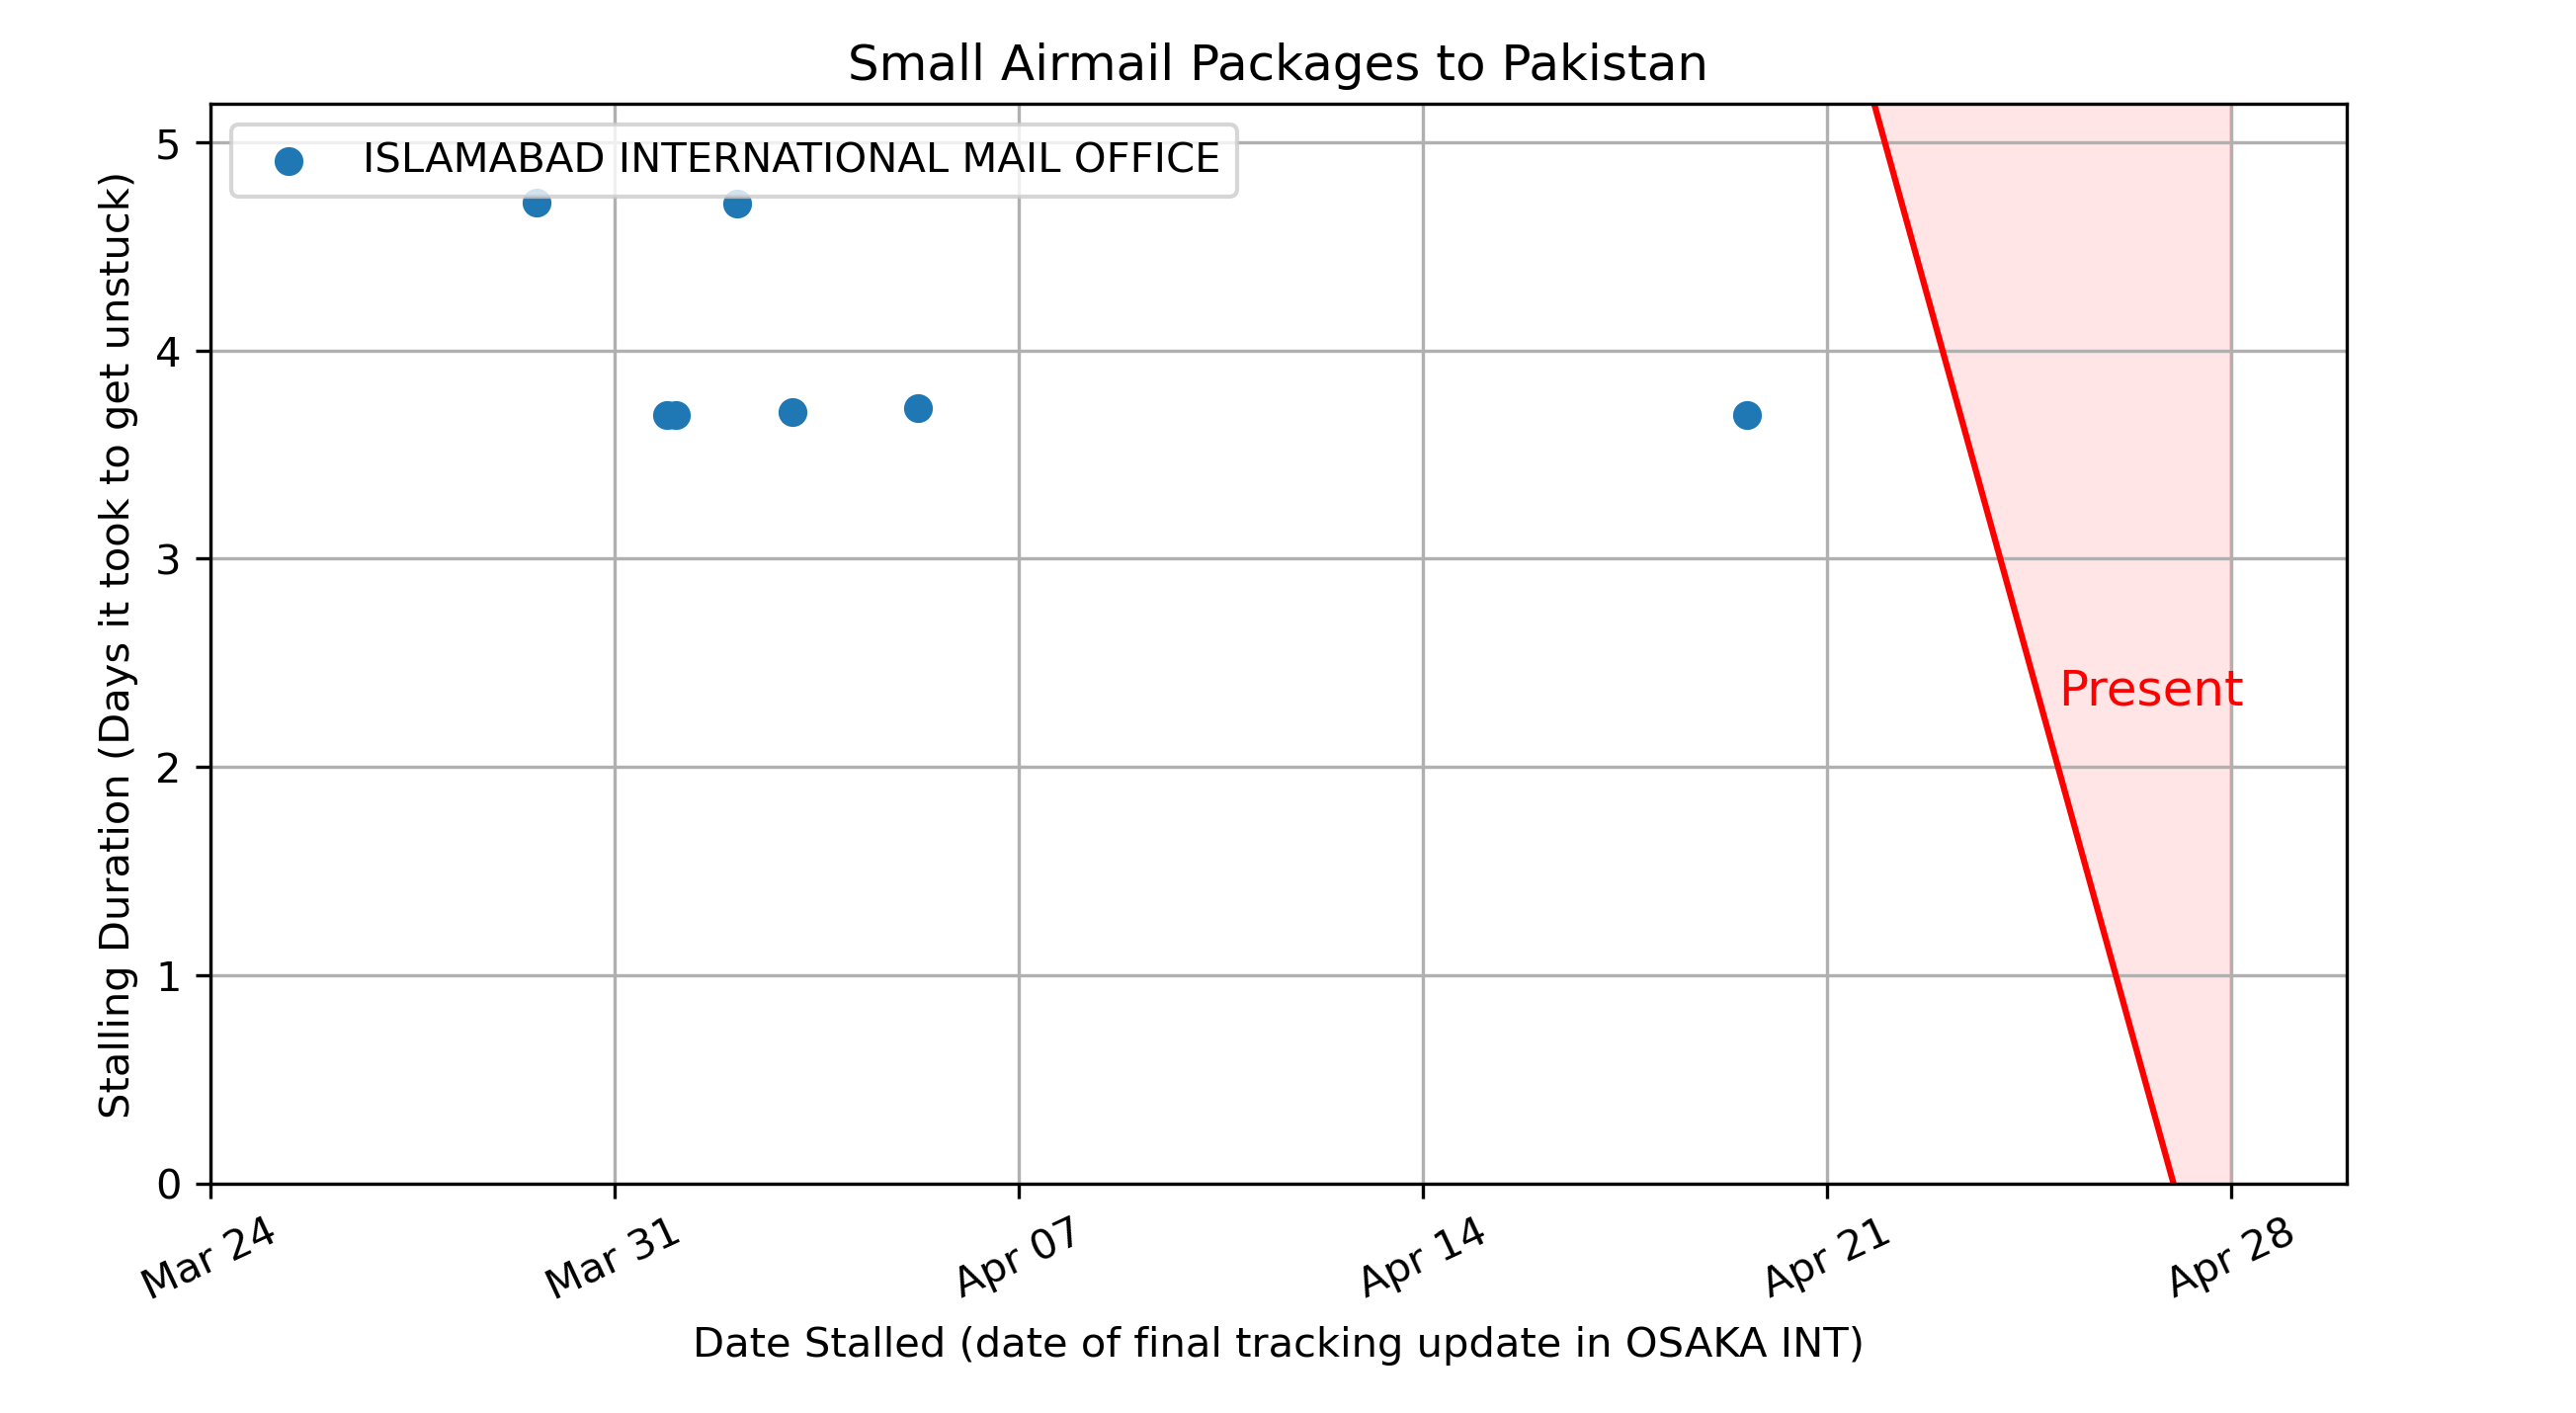 Small Airmail Packages to Pakistan
ISLAMABAD INTERNATIONAL MAIL OFFICE
Stalling Duration (Days it took to get unstuck)
5
4
3
2
1
0
Present
Mar 24
Mar 31
Apr 07
Apr 14
Apr 21
Apr 28
Date Stalled (date of final tracking update in OSAKA INT)